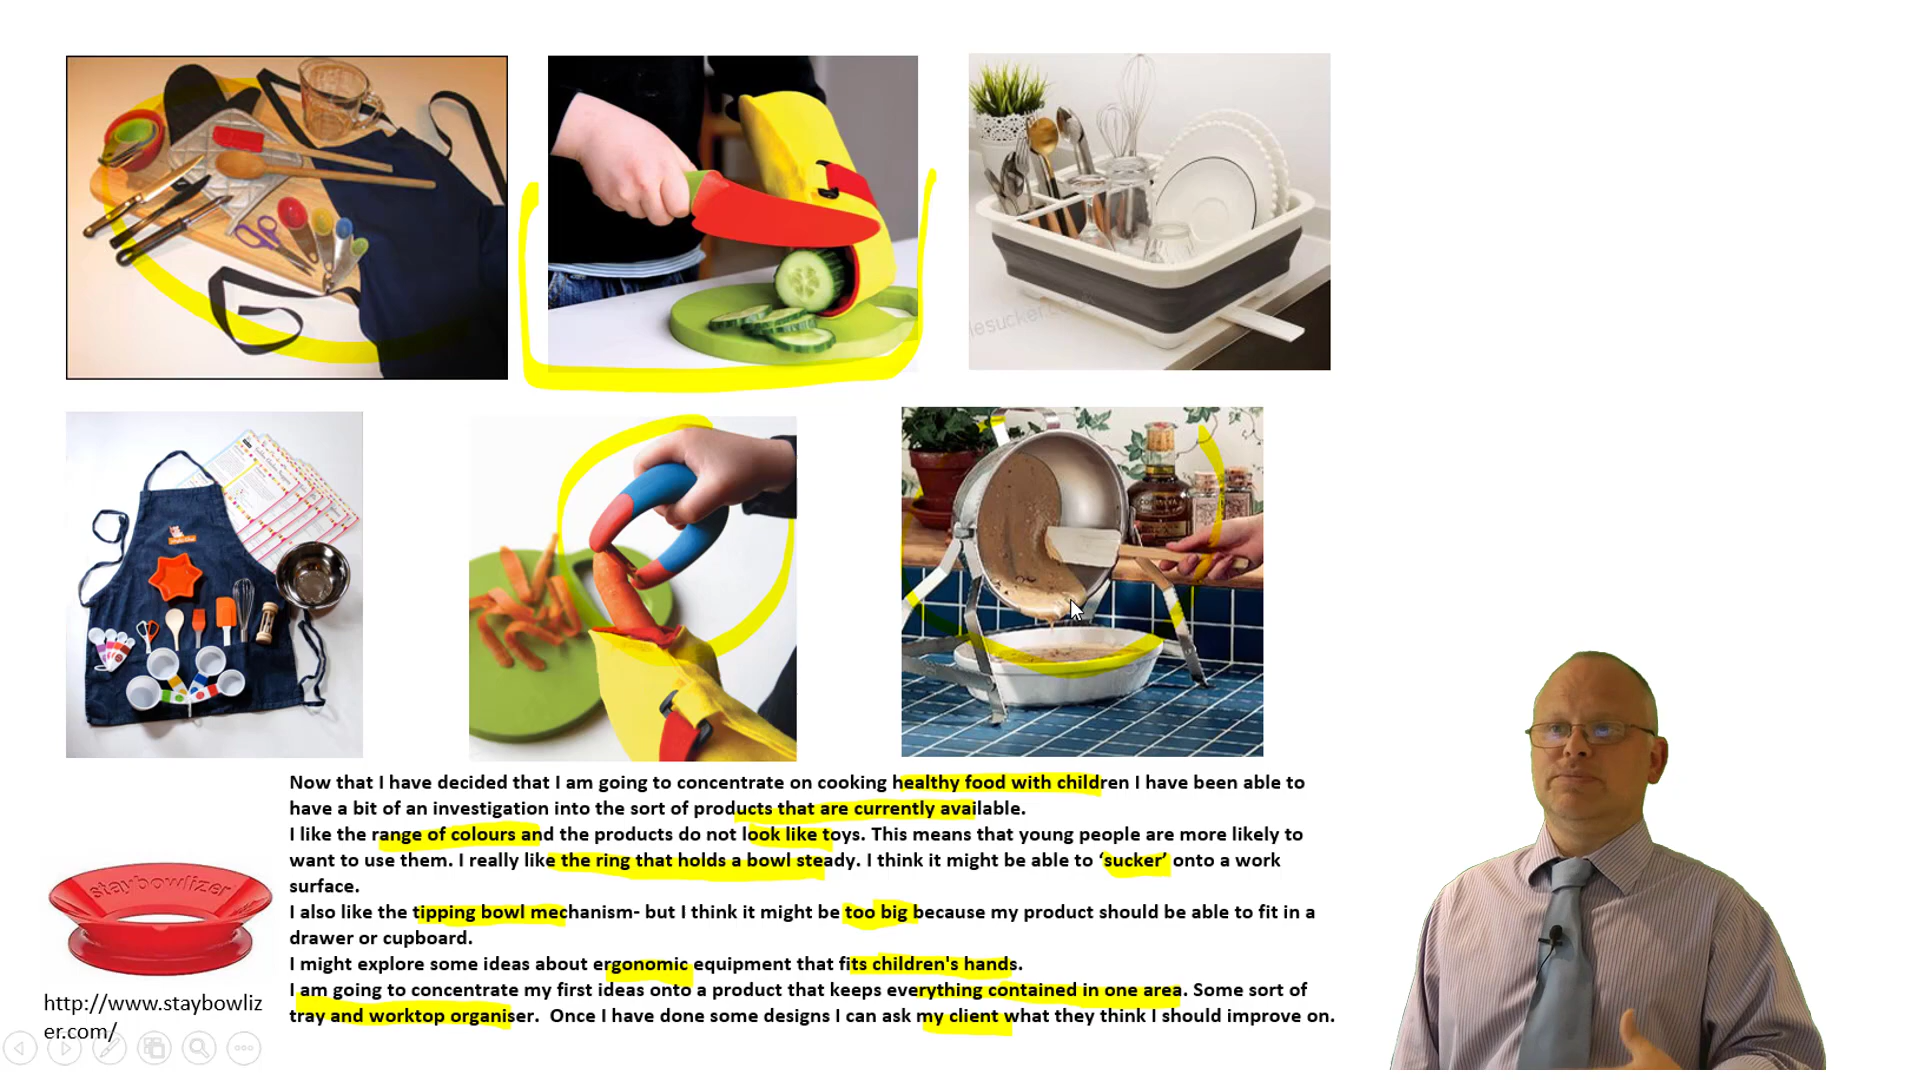 esucker
Now that I have decided that I am going to concentrate on cooking healthy food with children I have been able to
have a bit of an investigation into the sort of products that are currently available.
I like the range of colours and the products do not look like toys. This means that young people are more likely to
want to use them. I really like the ring that holds a bowl steady. I think it might be able to ‘sucker’ onto a work
surface.
I also like the tipping bowl mechanism- but I think it might be too big because my product should be able to fit in a
drawer or cupboard.
I might explore some ideas about ergonomic equipment that fits children's hands.
I am going to concentrate my first ideas onto a product that keeps everything contained in one area. Some sort of
tray and worktop organiser.  Once I have done some designs I can ask my client what they think I should improve on.
staybowlizer
http://www.staybowliz
er.com/